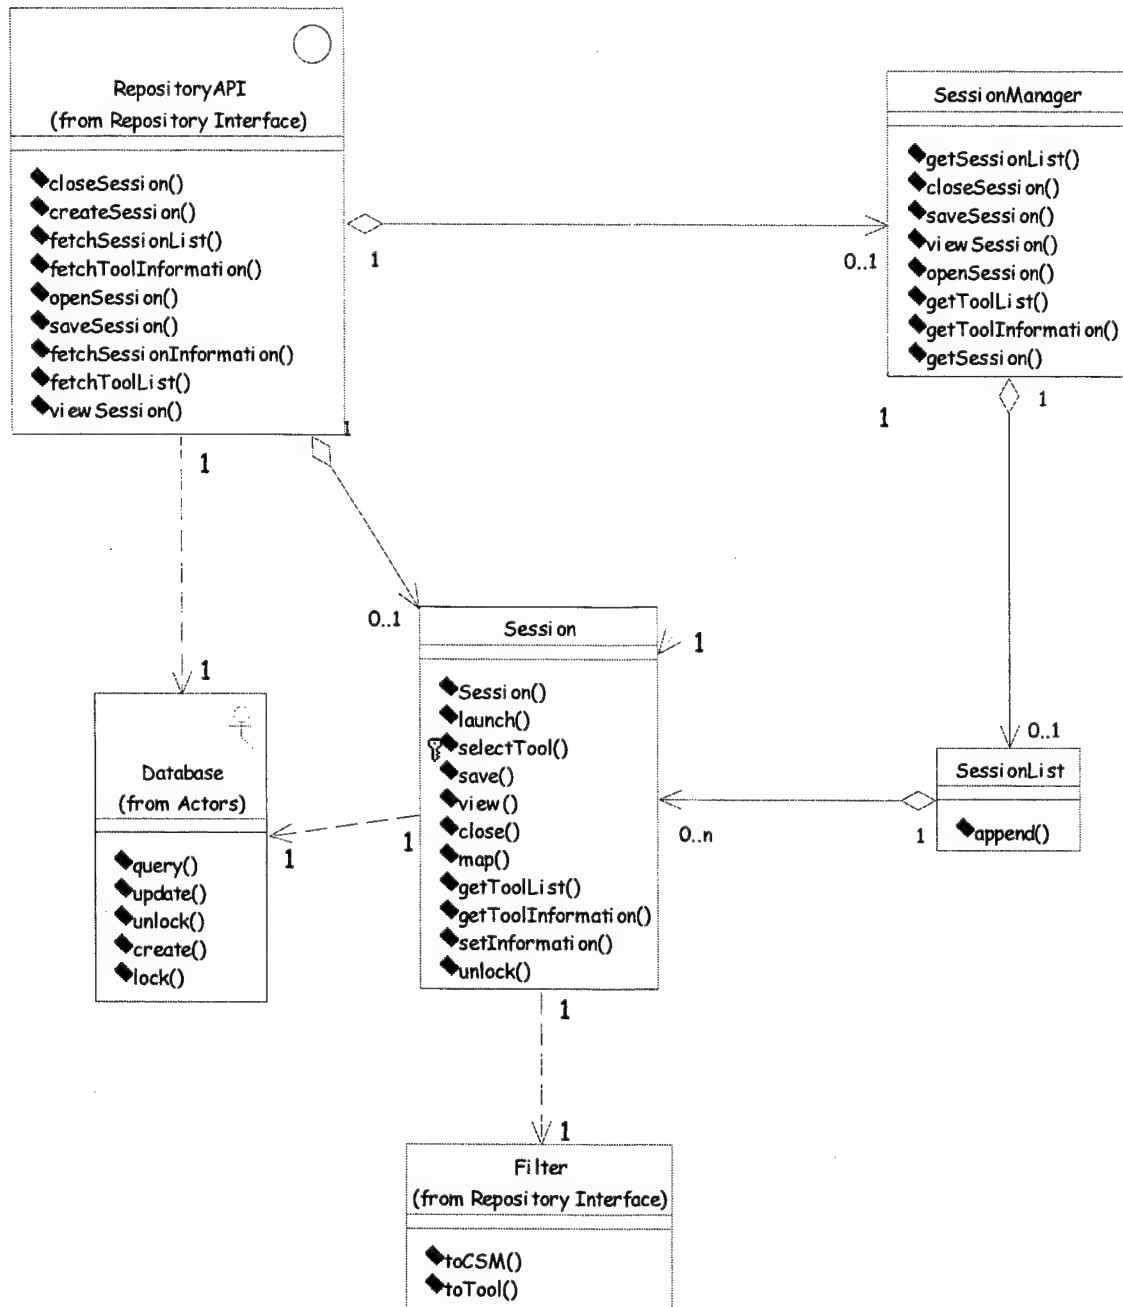 RepositoryAPI
(from Repository Interface)
closeSession()
createSession()
fetchSessionList()
fetchToolInformation()
openSession()
saveSession()
fetchSessionInformation()
fetchToolList()
viewSession()
SessionManager
getSessionList()
closeSession()
saveSession()
viewSession()
openSession()
getToolList()
getToolInformation()
getSession()
1
0..1
1
1
1
1
0..1
1
1
0..1
Session
Session()
launch()
selectTool()
save()
view()
close()
map()
getToolList()
getToolInformation()
setInformation()
unlock()
Database
(from Actors)
query()
update()
unlock()
create()
lock()
SessionList
append()
1
1
0..n
1
1
1
Filter
(from Repository Interface)
toCSM()
toTool()